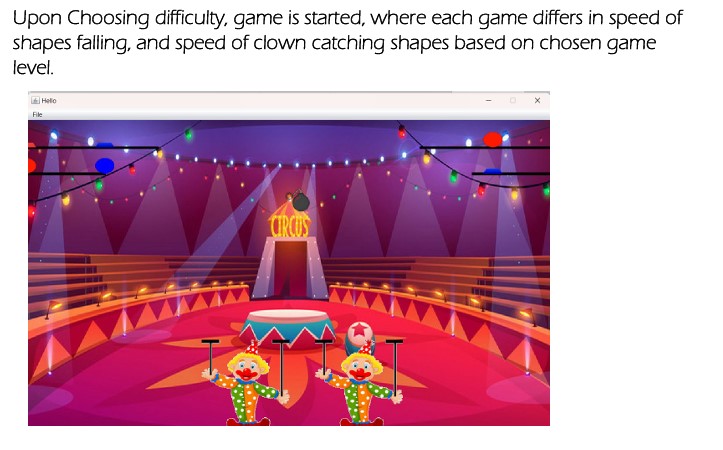 Upon Choosing difficulty, game is started, where each game differs in speed of
shapes falling, and speed of clown catching shapes based on chosen game
level.
Hello
File
CIRCUS